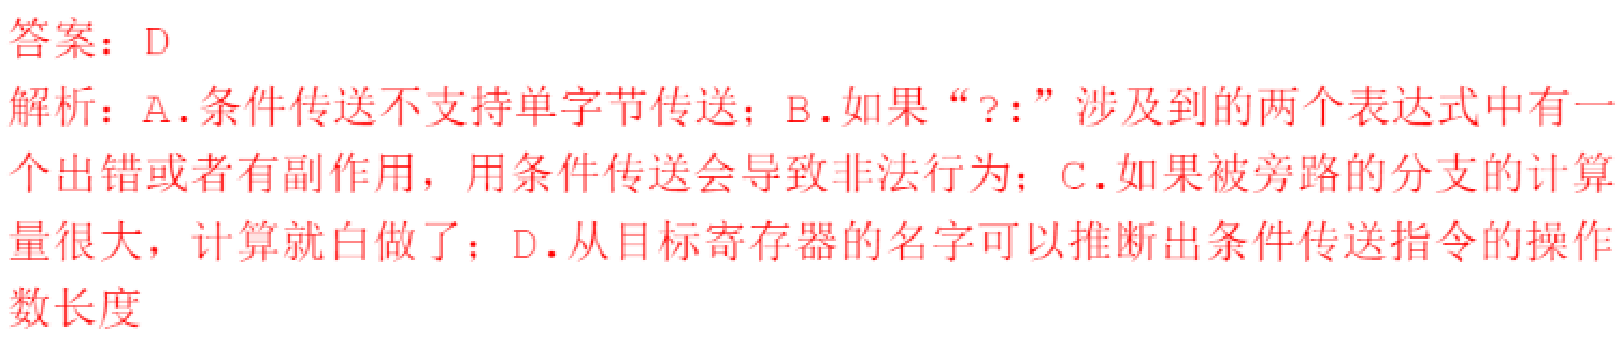 答案：D
解析：A.条件传送不支持单字节传送；B.如果“?:”涉及到的两个表达式中有一
个出错或者有副作用，用条件传送会导致非法行为；C.如果被旁路的分支的计算
量很大，计算就白做了；D.从目标寄存器的名字可以推断出条件传送指令的操作
数长度